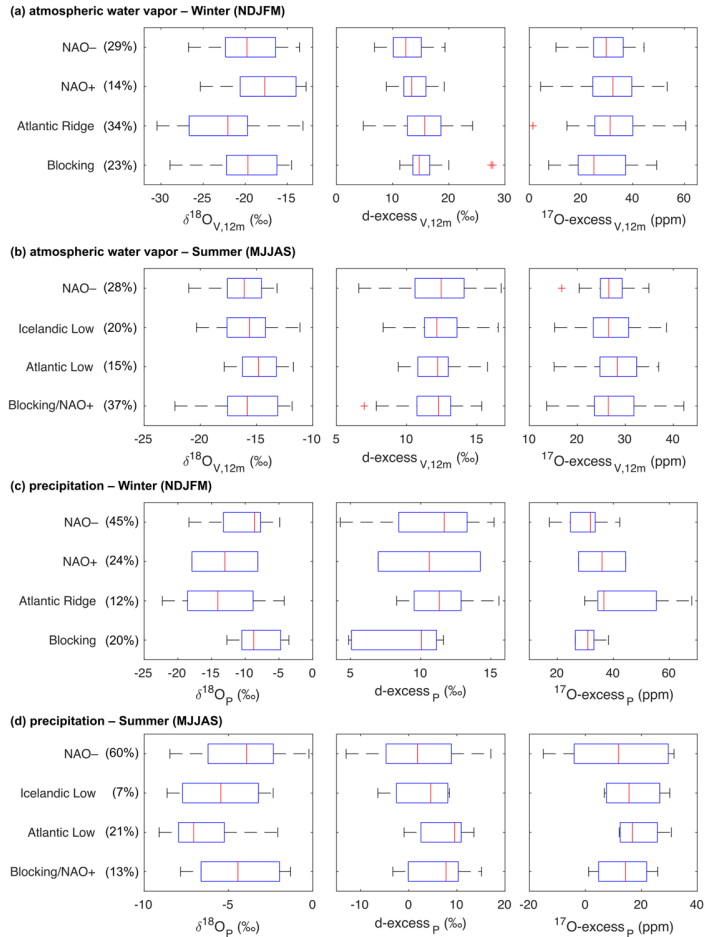 (a) atmospheric water vapor – Winter (NDJFM)
NAO– (29%)
NAO+ (14%)
Atlantic Ridge (34%)
Blocking (23%)
-30 -25 -20 -15
0 10 20 30
0 20 40 60
δ18OV,12m (‰)
d-excessV,12m (‰)
17O-excessV,12m (ppm)
(b) atmospheric water vapor – Summer (MJJAS)
NAO– (28%)
Icelandic Low (20%)
Atlantic Low (15%)
Blocking/NAO+ (37%)
-25 -20 -15 -10
5 10 15
10 20 30 40
δ18OV,12m (‰)
d-excessV,12m (‰)
17O-excessV,12m (ppm)
(c) precipitation – Winter (NDJFM)
NAO– (45%)
NAO+ (24%)
Atlantic Ridge (12%)
Blocking (20%)
-25 -20 -15 -10 -5 0
5 10 15
20 40 60
δ18OP (‰)
d-excessP (‰)
17O-excessP (ppm)
(d) precipitation – Summer (MJJAS)
NAO– (60%)
Icelandic Low (7%)
Atlantic Low (21%)
Blocking/NAO+ (13%)
-10 -5 0
-10 0 10 20
-20 0 20 40
δ18OP (‰)
d-excessP (‰)
17O-excessP (ppm)